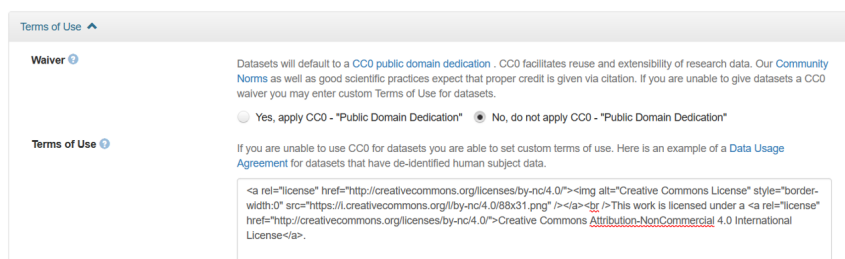 Terms of Use
Waiver
Datasets will default to a CC0 public domain dedication . CC0 facilitates reuse and extensibility of research data. Our Community
Norms as well as good scientific practices expect that proper credit is given via citation. If you are unable to give datasets a CC0
waiver you may enter custom Terms of Use for datasets.
Yes, apply CC0 - "Public Domain Dedication" No, do not apply CC0 - "Public Domain Dedication"
Terms of Use
If you are unable to use CC0 for datasets you are able to set custom terms of use. Here is an example of a Data Usage
Agreement for datasets that have de-identified human subject data.
<a rel="license" href="http://creativecommons.org/licenses/by-nc/4.0/"><img alt="Creative Commons License" style="border-
width:0" src="https://i.creativecommons.org/l/by-nc/4.0/88x31.png" /></a><br />This work is licensed under a <a rel="license"
href="http://creativecommons.org/licenses/by-nc/4.0/">Creative Commons Attribution-NonCommercial 4.0 International
License</a>.